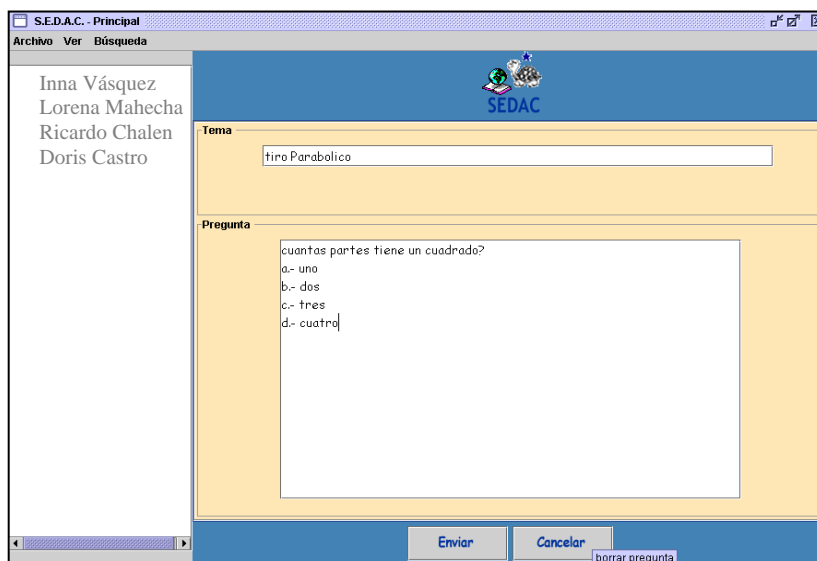 S.E.D.A.C. - Principal
Archivo Ver Búsqueda
Inna Vásquez
Lorena Mahecha
Ricardo Chalen
Doris Castro
SEDAC
Tema
tiro Parabolico
Pregunta
cuantas partes tiene un cuadrado?
a.- uno
b.- dos
c.- tres
d.- cuatro
Enviar Cancelar
borrar pregunta